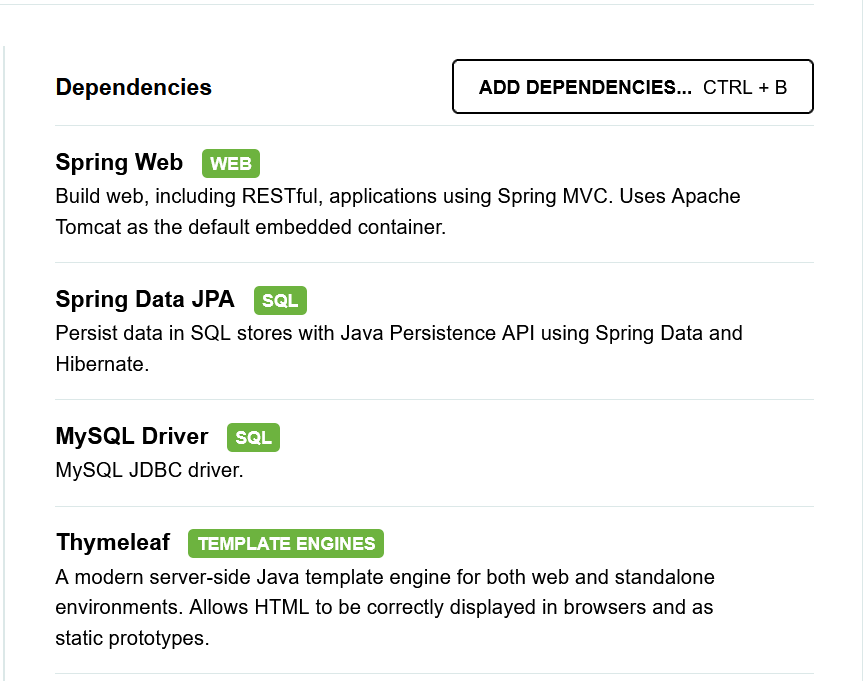 Dependencies
ADD DEPENDENCIES... CTRL + B
Spring Web WEB
Build web, including RESTful, applications using Spring MVC. Uses Apache
Tomcat as the default embedded container.
Spring Data JPA SQL
Persist data in SQL stores with Java Persistence API using Spring Data and
Hibernate.
MySQL Driver SQL
MySQL JDBC driver.
Thymeleaf TEMPLATE ENGINES
A modern server-side Java template engine for both web and standalone
environments. Allows HTML to be correctly displayed in browsers and as
static prototypes.